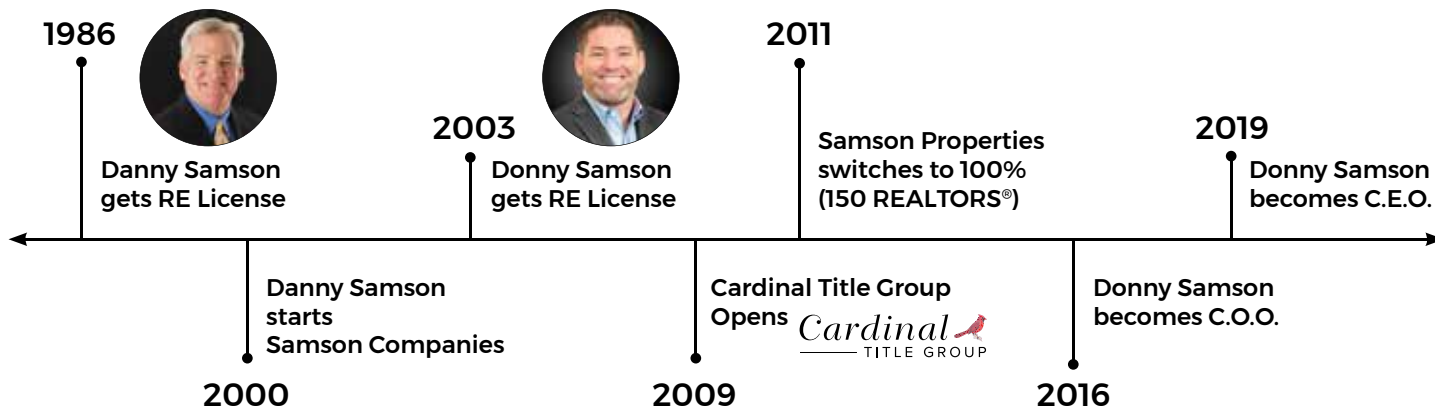 1986
Danny Samson
gets RE License
2000
Danny Samson
starts
Samson Companies
2003
Donny Samson
gets RE License
2009
Cardinal Title Group
Opens
Cardinal
TITLE GROUP
2011
Samson Properties
switches to 100%
(150 REALTORS®)
2016
Donny Samson
becomes C.O.O.
2019
Donny Samson
becomes C.E.O.